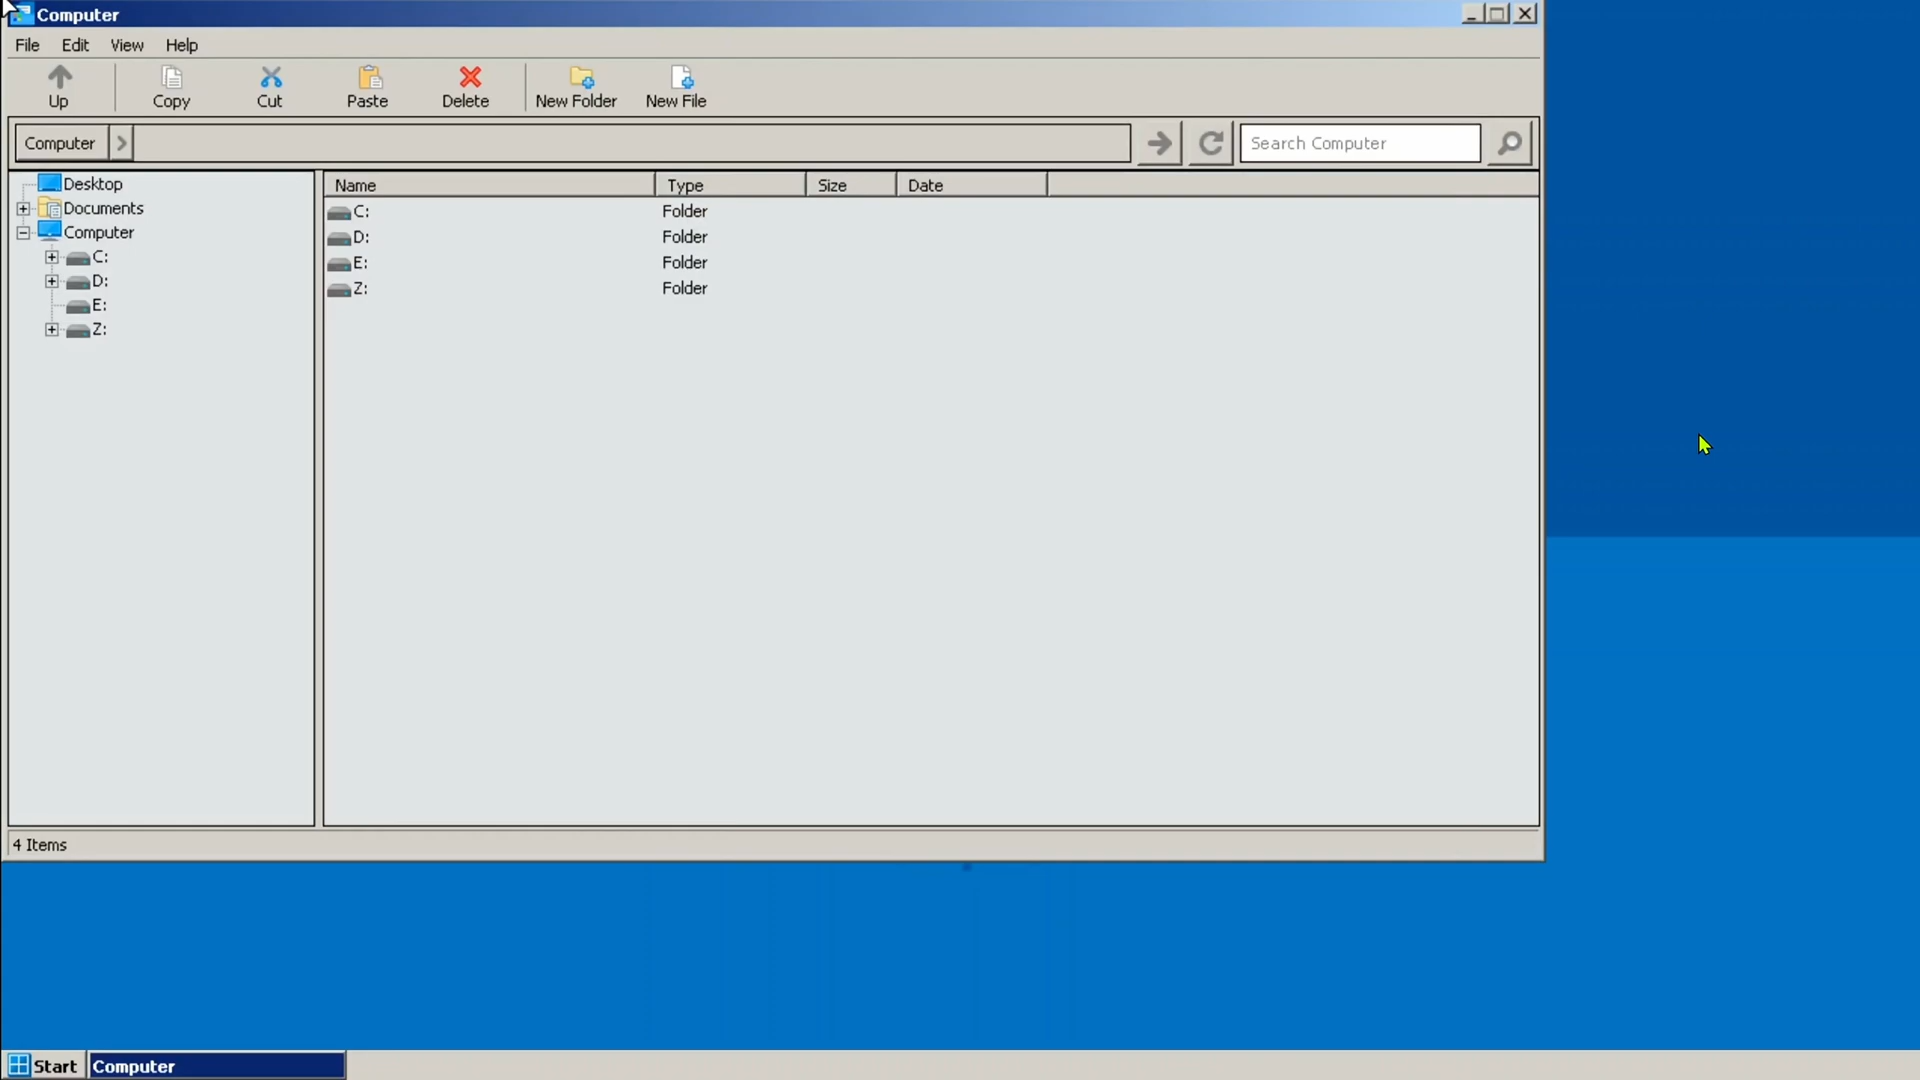 Computer
File Edit View Help
Up Copy Cut Paste Delete New Folder New File
Computer Search Computer
Desktop
Documents
Computer
C:
D:
E:
Z:
Name Type Size Date
C: Folder
D: Folder
E: Folder
Z: Folder
4 Items
Start Computer